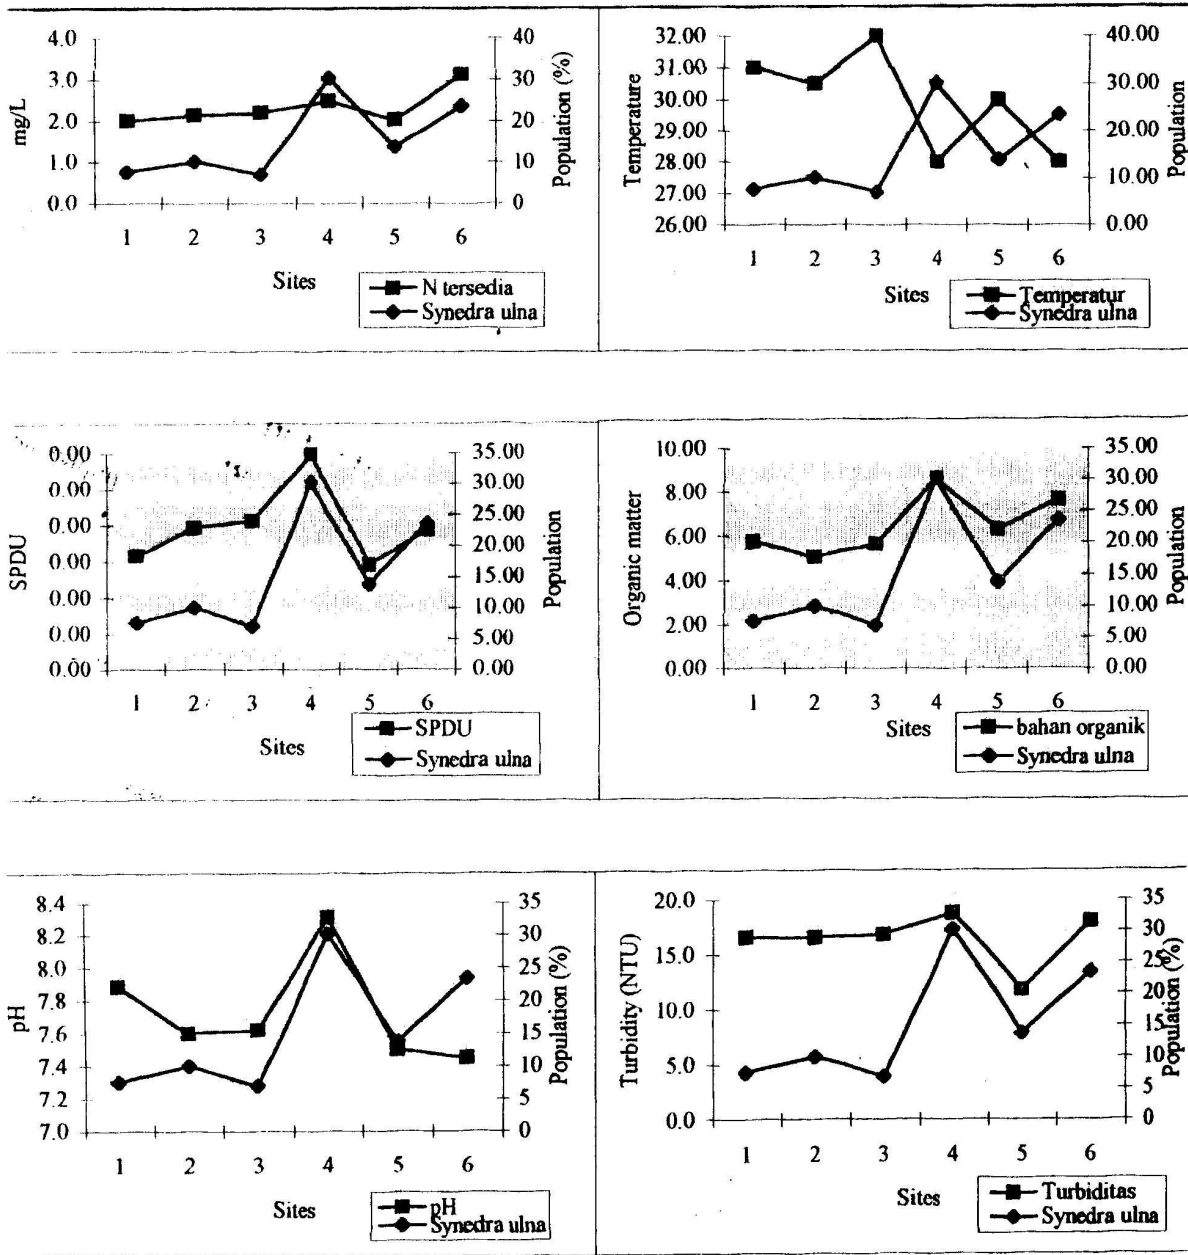 4.0
3.0
2.0
1.0
0.0
mg/L
40
30
20
10
0
Population (%)
1 2 3 4 5 6
Sites
N tersedia
Synedra ulna
32.00
31.00
30.00
29.00
28.00
27.00
26.00
Temperature
40.00
30.00
20.00
10.00
0.00
Population
1 2 3 4 5 6
Sites
Temperatur
Synedra ulna
0.00
0.00
0.00
0.00
0.00
0.00
0.00
SPDU
35.00
30.00
25.00
20.00
15.00
10.00
5.00
0.00
Population
1 2 3 4 5 6
Sites
SPDU
Synedra ulna
10.00
8.00
6.00
4.00
2.00
0.00
Organic matter
35.00
30.00
25.00
20.00
15.00
10.00
5.00
0.00
Population
1 2 3 4 5 6
Sites
bahan organik
Synedra ulna
8.4
8.2
8.0
7.8
7.6
7.4
7.2
7.0
pH
35
30
25
20
15
10
5
0
Population (%)
1 2 3 4 5 6
Sites
pH
Synedra ulna
20.0
15.0
10.0
5.0
0.0
Turbidity (NTU)
35
30
25
20
15
10
5
0
Population (%)
1 2 3 4 5 6
Sites
Turbiditas
Synedra ulna